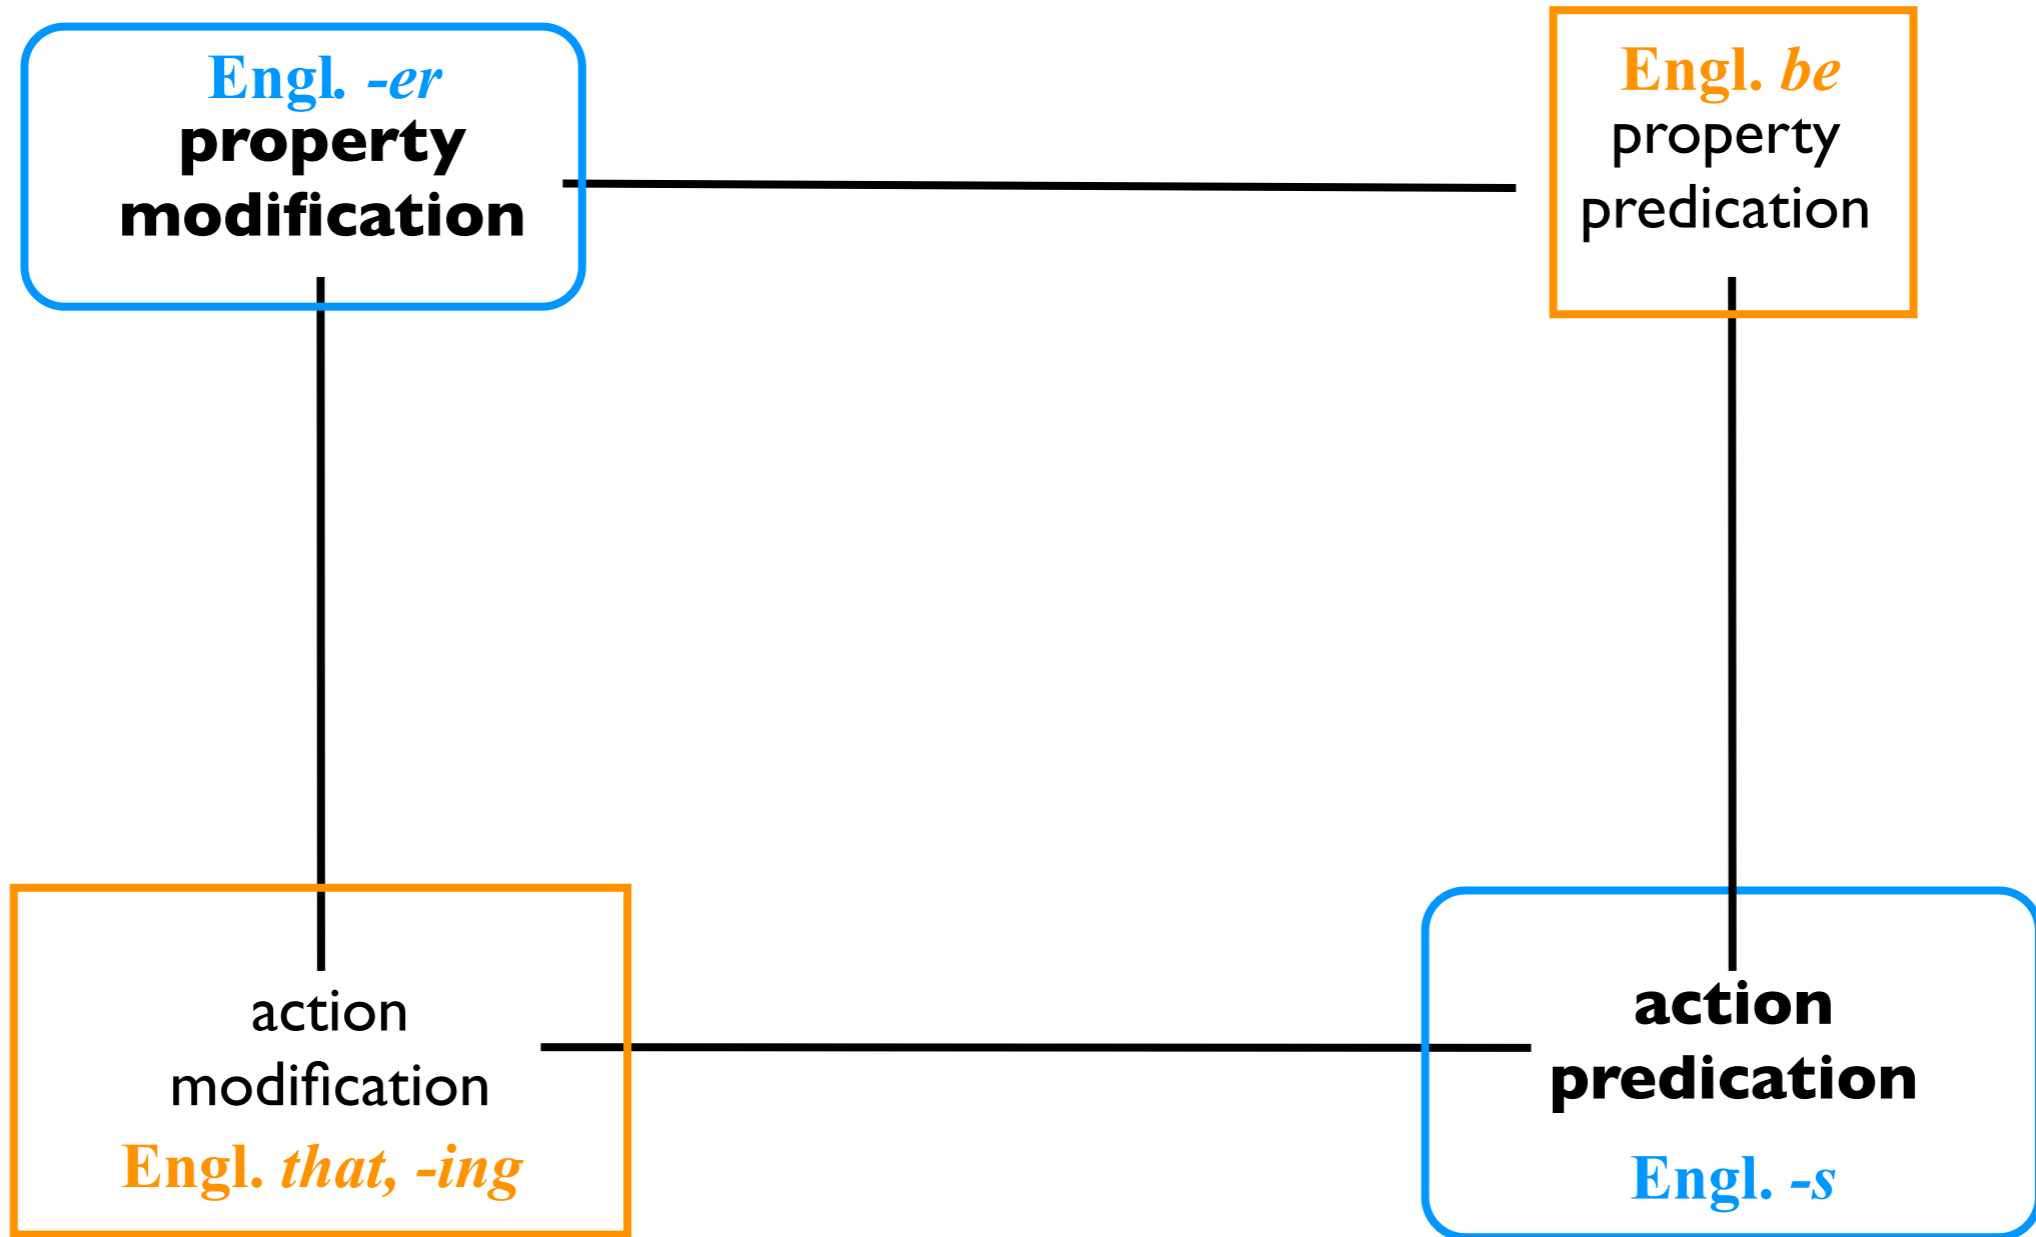 Engl. -er
property
modification
Engl. be
property
predication
action
modification
Engl. that, -ing
action
predication
Engl. -s